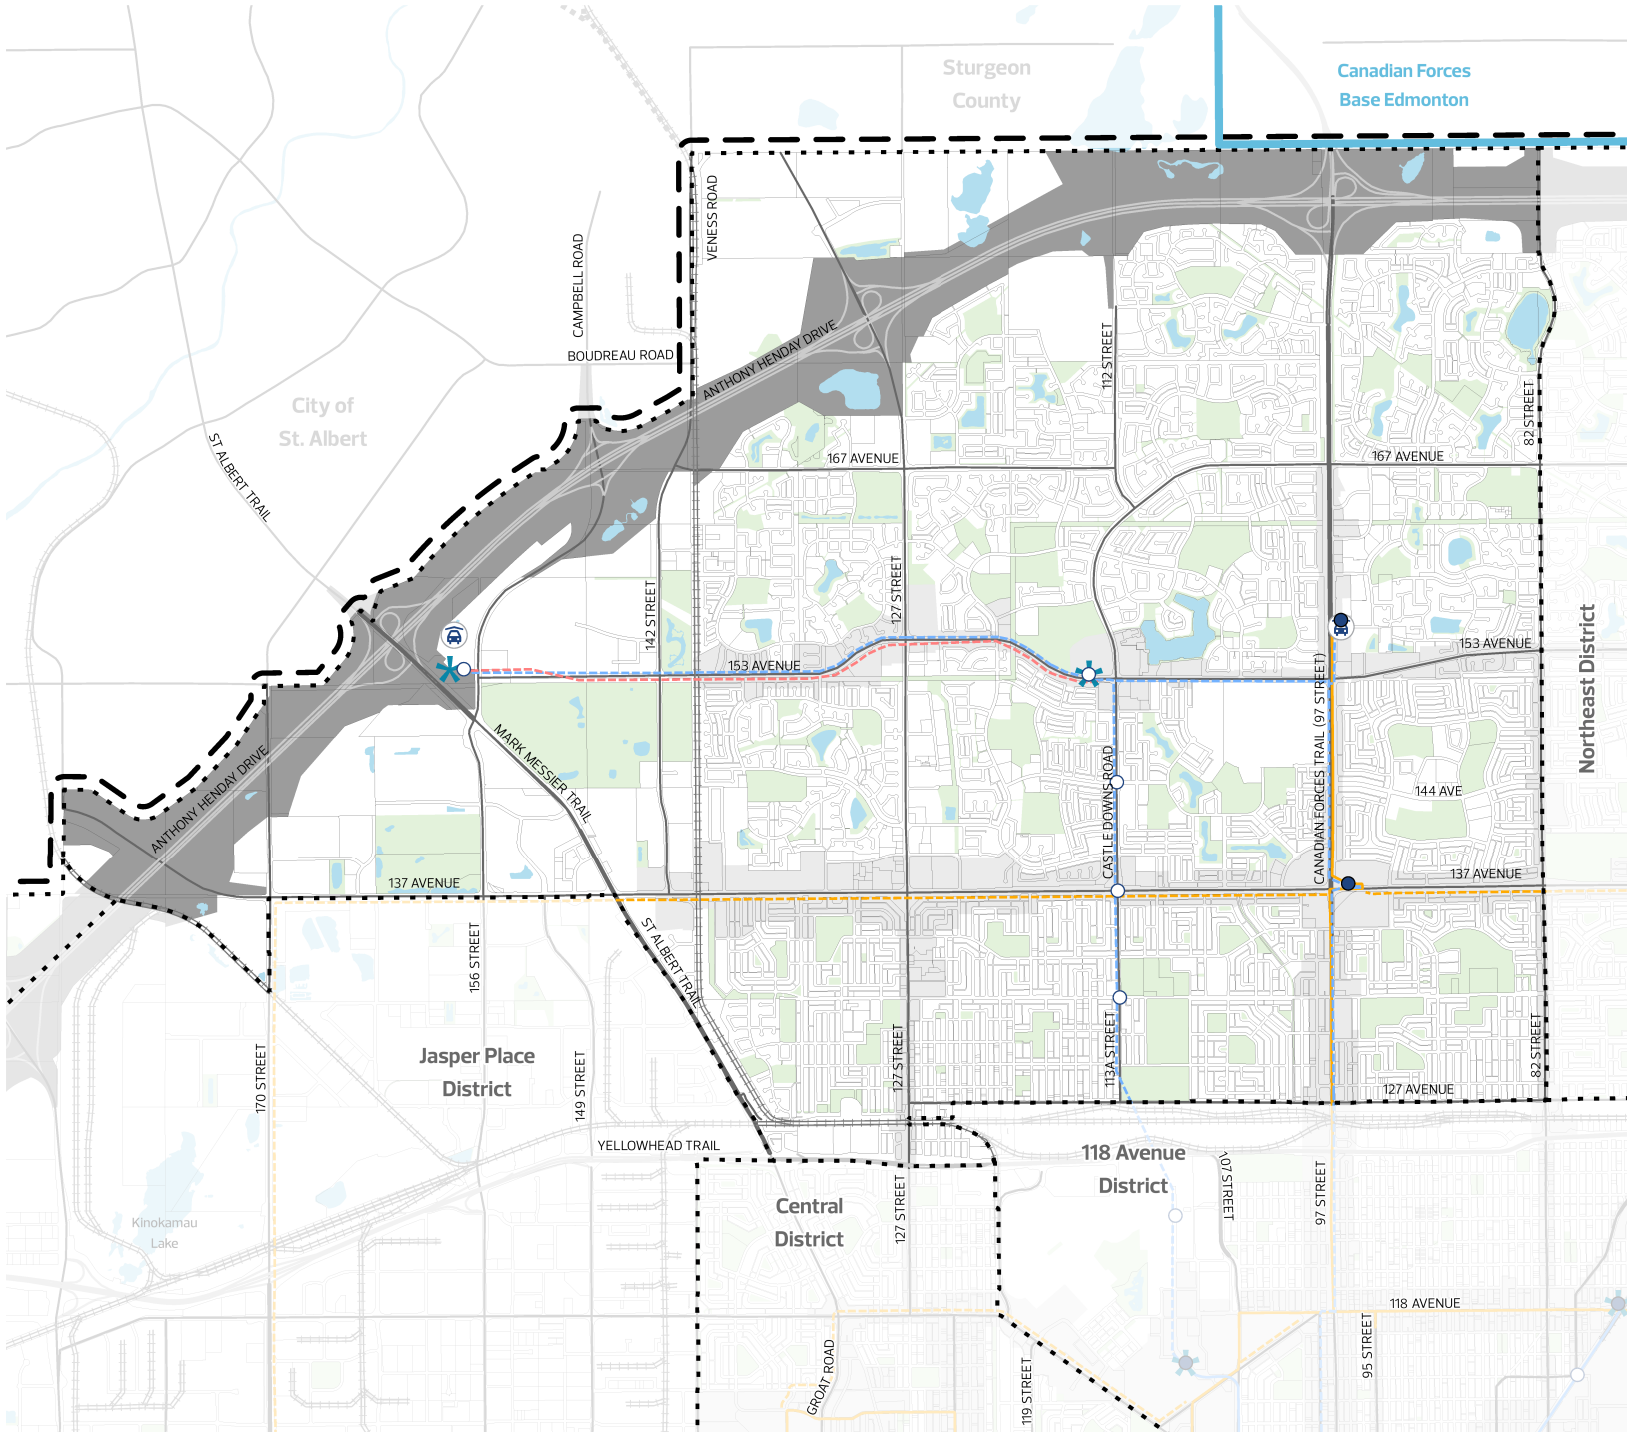 Sturgeon
County
Canadian Forces
Base Edmonton
VENESS ROAD
CAMPBELL ROAD
BOUDREAU ROAD
ANTHONY HENDAY DRIVE
112 STREET
82 STREET
City of
St. Albert
ST ALBERT TRAIL
167 AVENUE
167 AVENUE
127 STREET
142 STREET
153 AVENUE
153 AVENUE
Northeast District
CANADIAN FORCES TRAIL (97 STREET)
MARK MESSIER TRAIL
ANTHONY HENDAY DRIVE
CASTLE DOWNS ROAD
144 AVE
137 AVENUE
137 AVENUE
156 STREET
ST ALBERT TRAIL
170 STREET
Jasper Place
District
149 STREET
127 STREET
113A STREET
82 STREET
127 AVENUE
YELLOWHEAD TRAIL
118 Avenue
District
107 STREET
97 STREET
Central
District
127 STREET
Kinokamau
Lake
118 AVENUE
95 STREET
GROAT ROAD
119 STREET